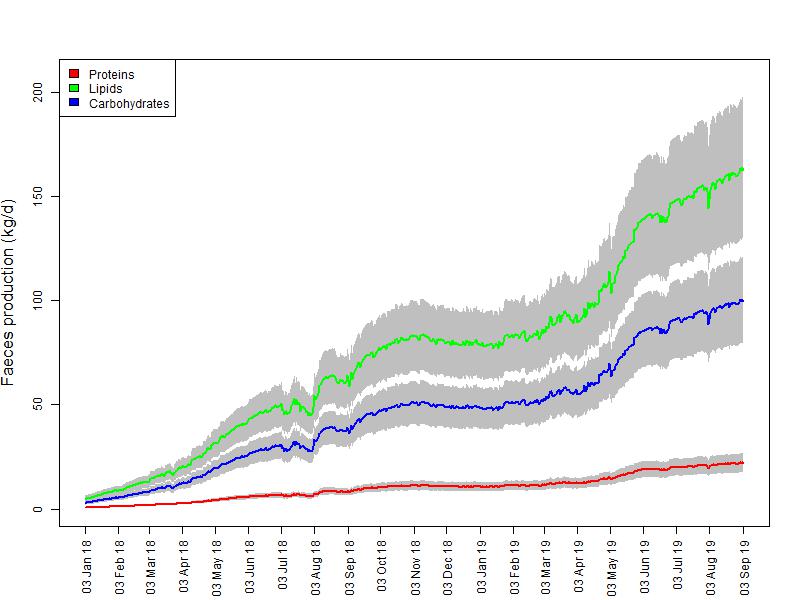 Proteins
Lipids
Carbohydrates
Faeces production (kg/d)
200
150
100
50
0
03 Jan 18
03 Feb 18
03 Mar 18
03 Apr 18
03 May 18
03 Jun 18
03 Jul 18
03 Aug 18
03 Sep 18
03 Oct 18
03 Nov 18
03 Dec 18
03 Jan 19
03 Feb 19
03 Mar 19
03 Apr 19
03 May 19
03 Jun 19
03 Jul 19
03 Aug 19
03 Sep 19